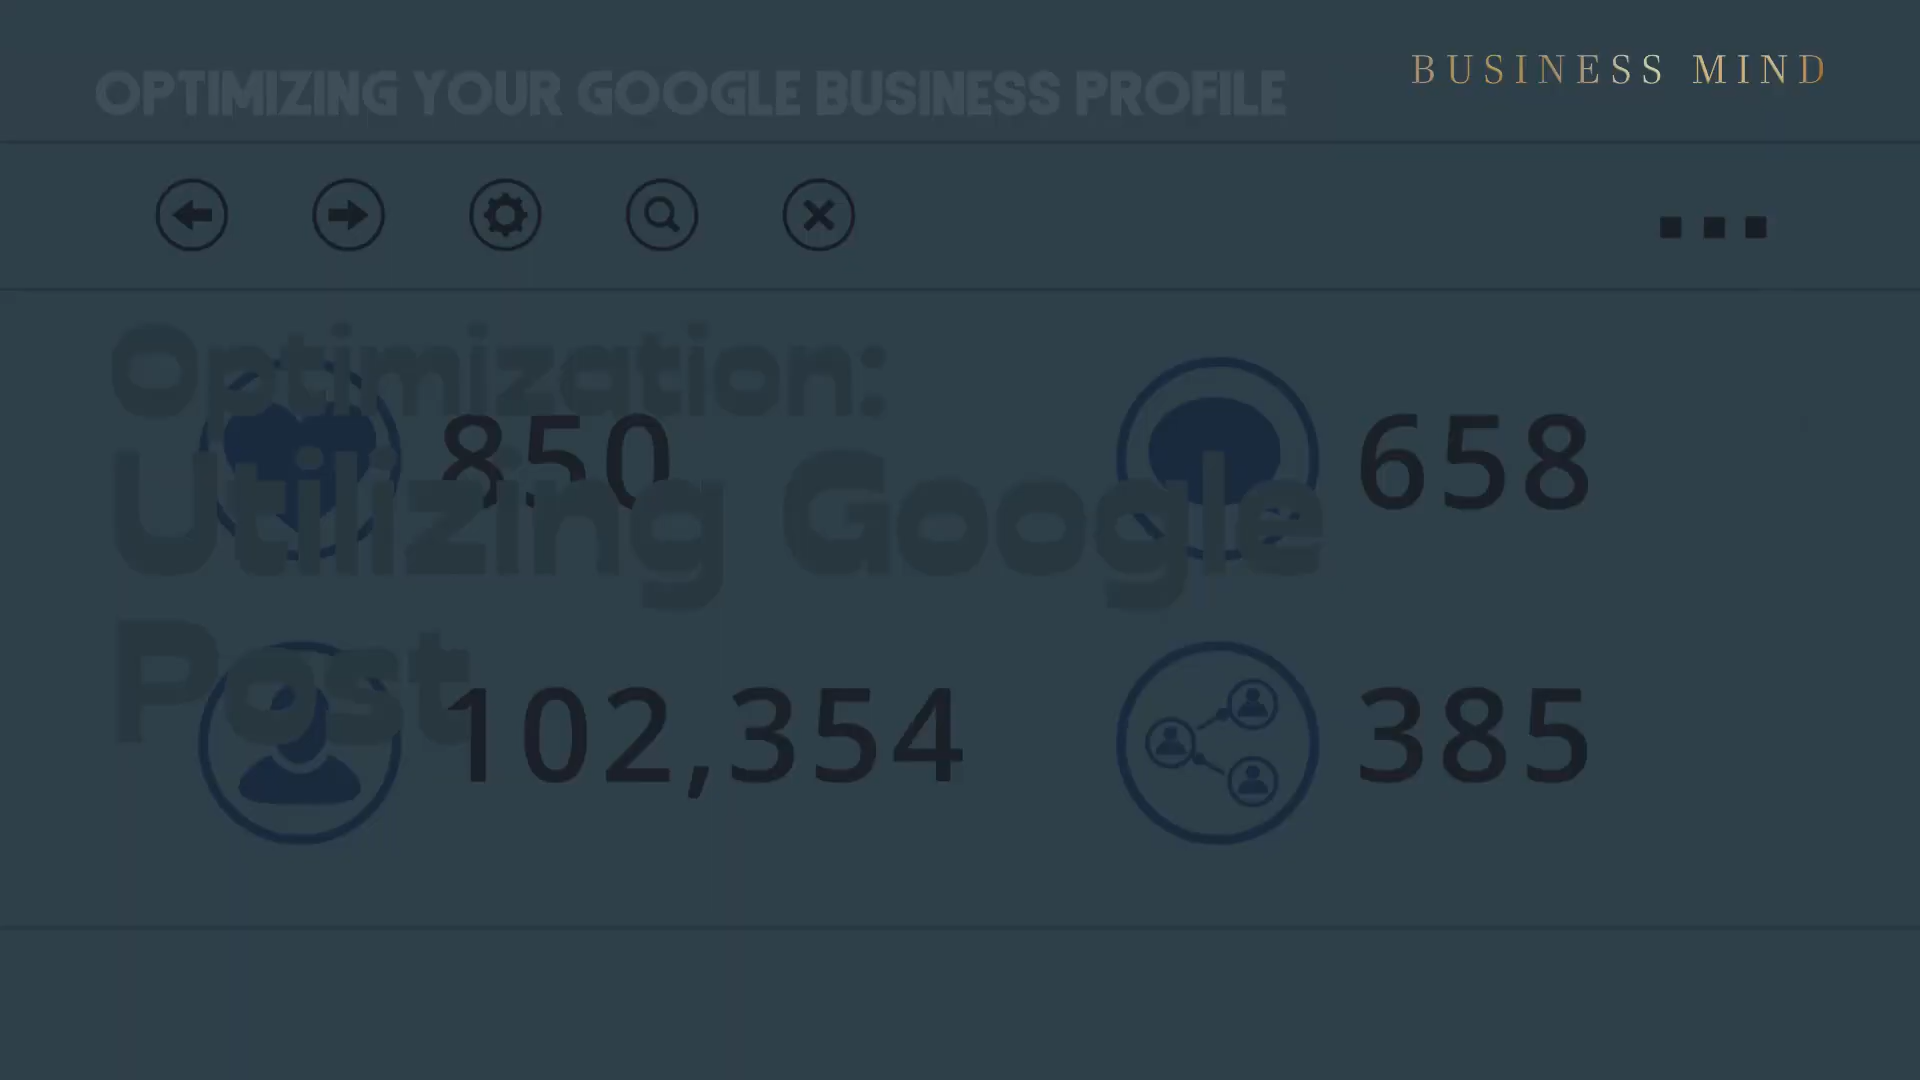 BUSINESS MIND
OPTIMIZING YOUR GOOGLE BUSINESS PROFILE
Optimization:
850
658
Utilizing Google
Post
102,354
385